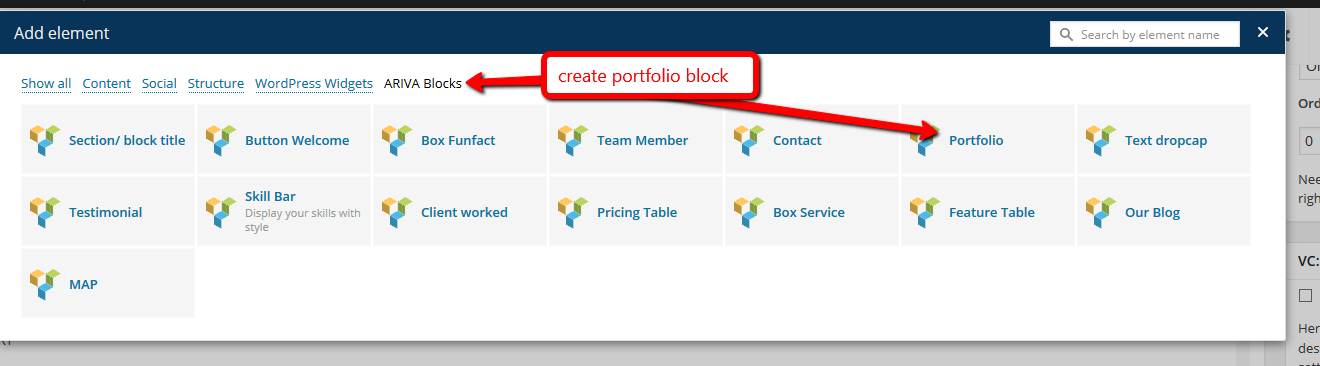 Add element
Search by element name
create portfolio block
Show all Content Social Structure WordPress Widgets ARIVA Blocks
Section/ block title Button Welcome Box Funfact Team Member Contact Portfolio Text dropcap
Testimonial Skill Bar Client worked Pricing Table Box Service Feature Table Our Blog
Display your skills with
style
MAP
Ord
0
Nee
righ
VC:
Her
des